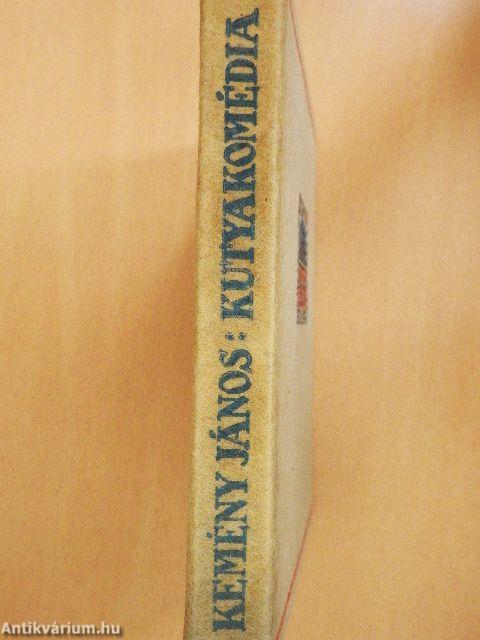 KEMÉNY JÁNOS: KUTYAKOMÉDIA
Antikvárium.hu